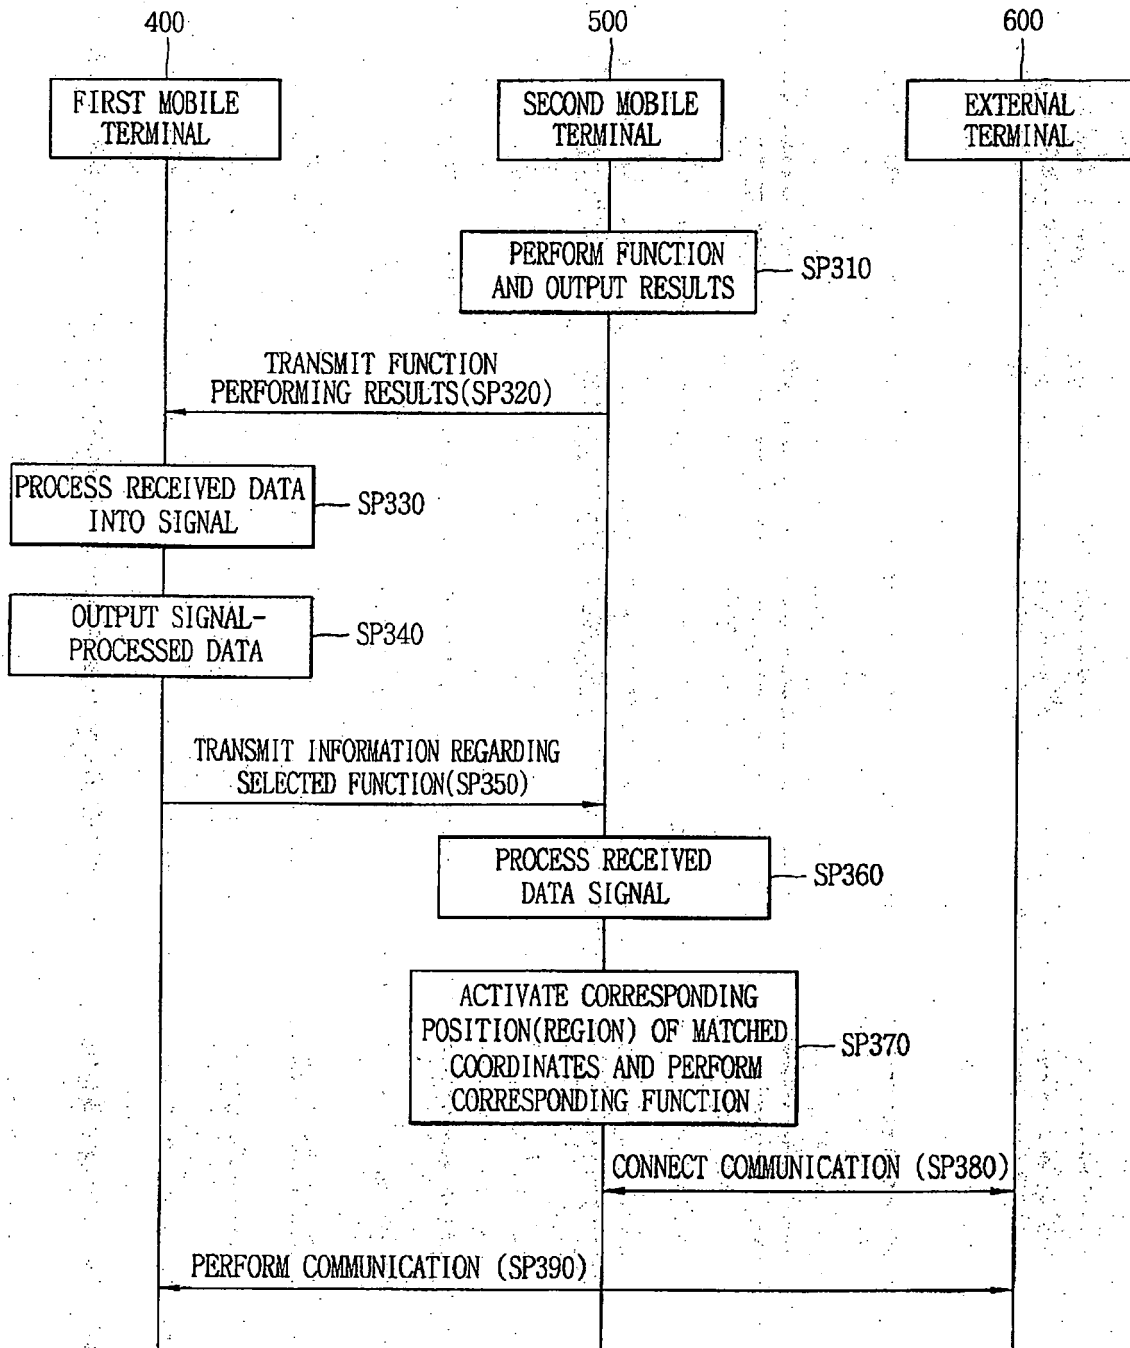 400
500
600
FIRST MOBILE
TERMINAL
SECOND MOBILE
TERMINAL
EXTERNAL
TERMINAL
PERFORM FUNCTION
AND OUTPUT RESULTS
SP310
TRANSMIT FUNCTION
PERFORMING RESULTS(SP320)
PROCESS RECEIVED DATA
INTO SIGNAL
SP330
OUTPUT SIGNAL-
PROCESSED DATA
SP340
TRANSMIT INFORMATION REGARDING
SELECTED FUNCTION(SP350)
PROCESS RECEIVED
DATA SIGNAL
SP360
ACTIVATE CORRESPONDING
POSITION(REGION) OF MATCHED
COORDINATES AND PERFORM
CORRESPONDING FUNCTION
SP370
CONNECT COMMUNICATION (SP380)
PERFORM COMMUNICATION (SP390)